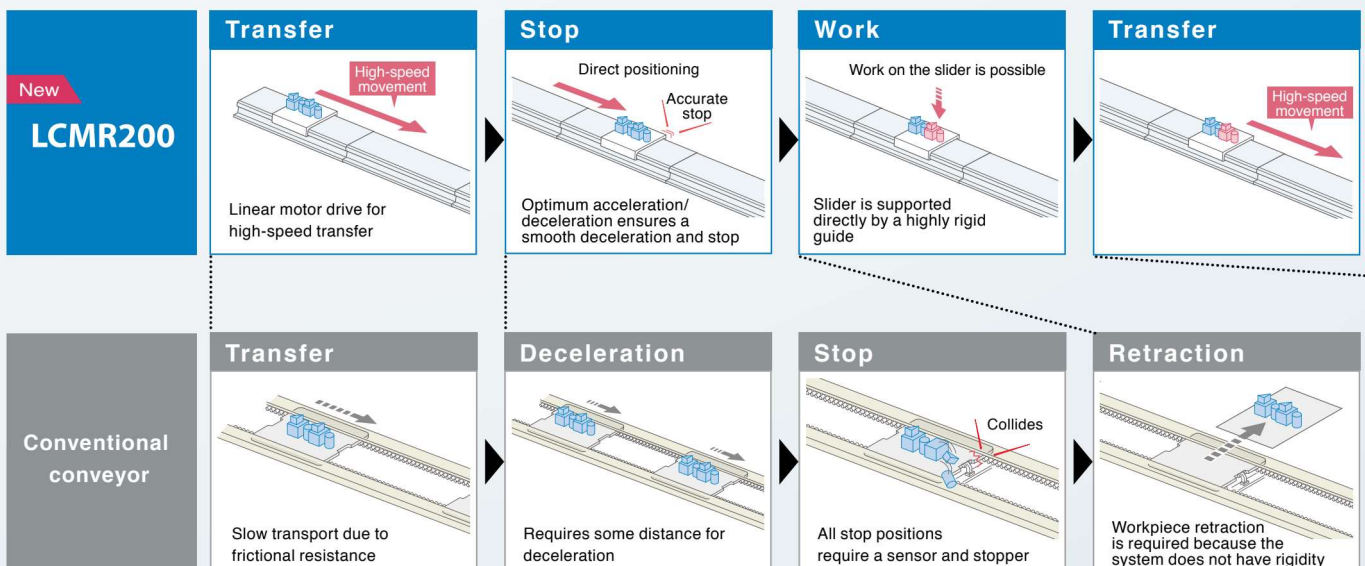 New
LCMR200
Transfer
High-speed
movement
Linear motor drive for
high-speed transfer
Stop
Direct positioning
Accurate
stop
Optimum acceleration/
deceleration ensures a
smooth deceleration and stop
Work
Work on the slider is possible
Slider is supported
directly by a highly rigid
guide
Transfer
High-speed
movement
Conventional
conveyor
Transfer
Slow transport due to
frictional resistance
Deceleration
Requires some distance for
deceleration
Stop
Collides
All stop positions
require a sensor and stopper
Retraction
Workpiece retraction
is required because the
system does not have rigidity